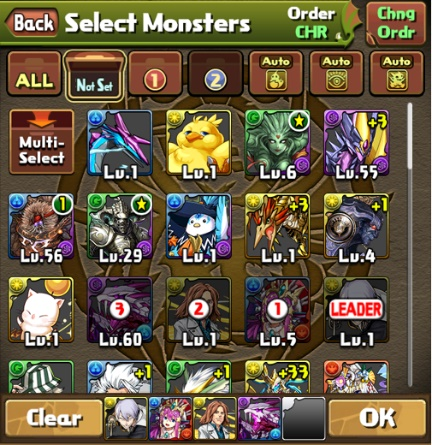 Back Select Monsters Order CHR Chng Ordr
ALL Not Set 1 2 Auto Auto Auto
Multi-Select Lv.1 Lv.1 Lv.6 +3 Lv.55
1 Lv.56 Lv.29 Lv.1 +3 Lv.1 +1 Lv.4
Lv.1 3 Lv.60 2 Lv.1 1 Lv.5 LEADER Lv.1
+1 +1 +33
Clear OK